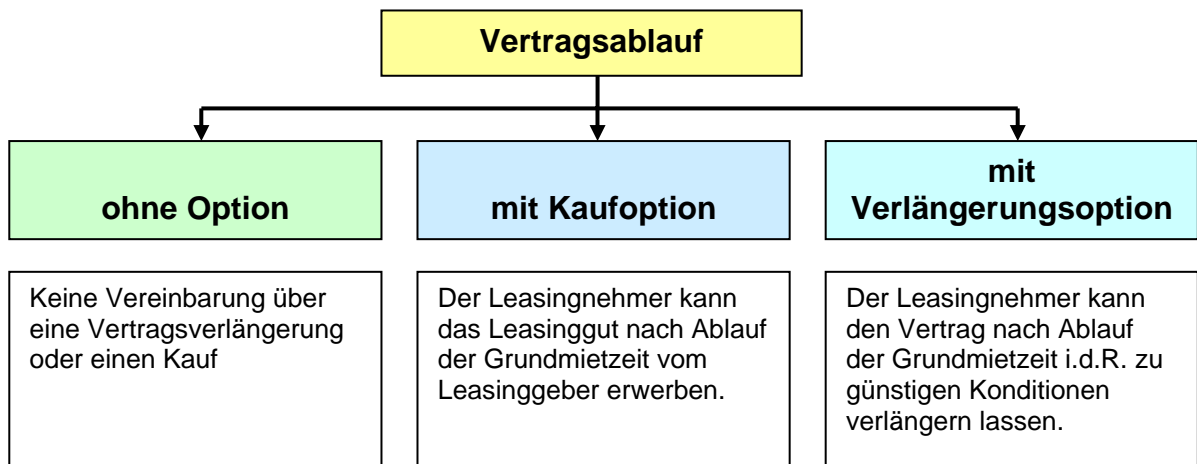 Vertragsablauf
ohne Option
Keine Vereinbarung über
eine Vertragsverlängerung
oder einen Kauf
mit Kaufoption
Der Leasingnehmer kann
das Leasinggut nach Ablauf
der Grundmietzeit vom
Leasinggeber erwerben.
mit
Verlängerungsoption
Der Leasingnehmer kann
den Vertrag nach Ablauf
der Grundmietzeit i.d.R. zu
günstigen Konditionen
verlängern lassen.